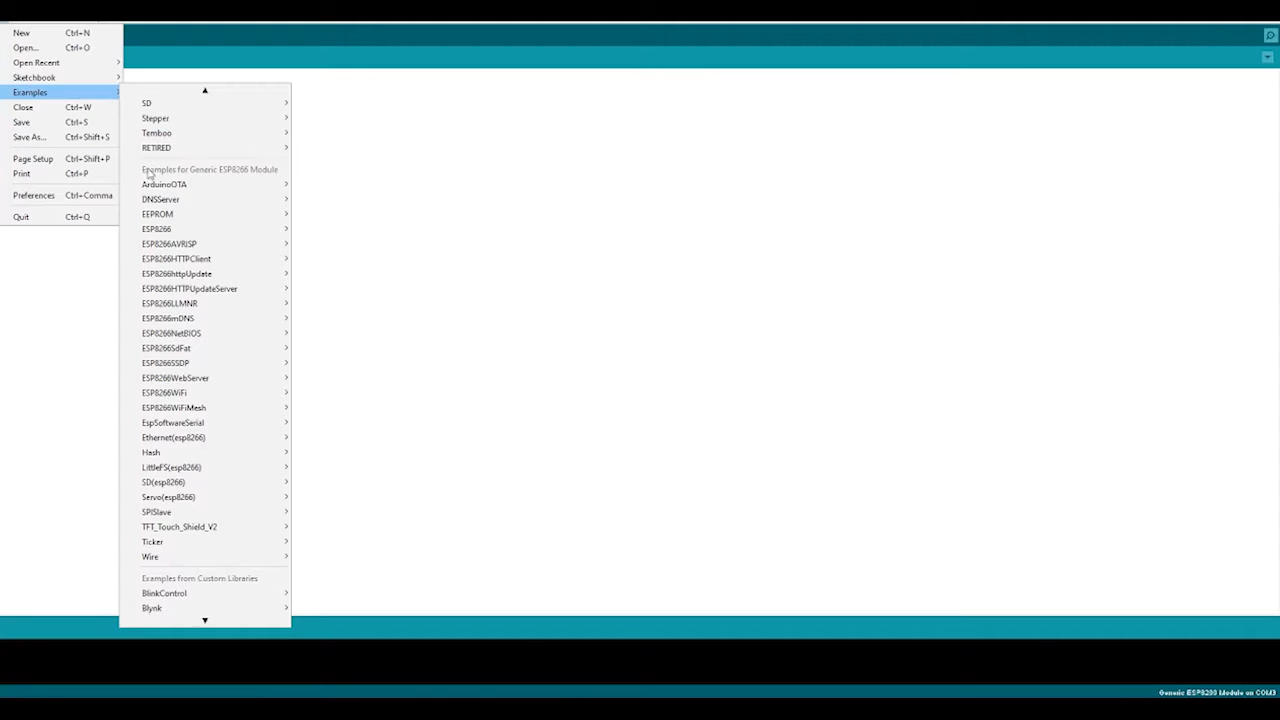 New Ctrl+N
Open... Ctrl+O
Open Recent
Sketchbook
Examples
Close Ctrl+W
Save Ctrl+S
Save As... Ctrl+Shift+S
Page Setup Ctrl+Shift+P
Print Ctrl+P
Preferences Ctrl+Comma
Quit Ctrl+Q
SD
Stepper
Temboo
RETIRED
Examples for Generic ESP8266 Module
ArduinoOTA
DNSServer
EEPROM
ESP8266
ESP8266AVRISP
ESP8266HTTPClient
ESP8266httpUpdate
ESP8266HTTPUpdateServer
ESP8266LLMNR
ESP8266mDNS
ESP8266NetBIOS
ESP8266SdFat
ESP8266SSDP
ESP8266WebServer
ESP8266WiFi
ESP8266WiFiMesh
EspSoftwareSerial
Ethernet(esp8266)
Hash
LittleFS(esp8266)
SD(esp8266)
Servo(esp8266)
SPISlave
TFT_Touch_Shield_V2
Ticker
Wire
Examples from Custom Libraries
BlinkControl
Blynk
Generic ESP8266 Module on COM3